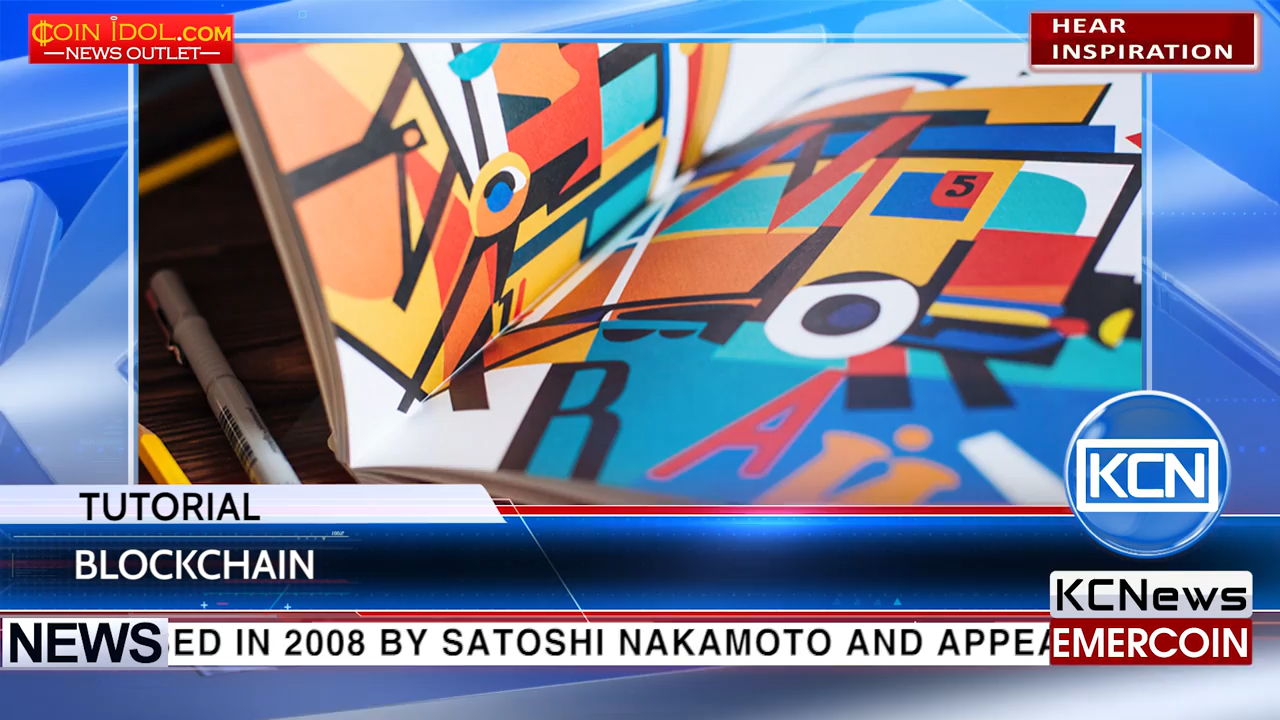 COIN IDOL.COM
NEWS OUTLET
HEAR
INSPIRATION
5
TUTORIAL
BLOCKCHAIN
KCN
KCNews
EMERCOIN
NEWS
ED IN 2008 BY SATOSHI NAKAMOTO AND APPEA